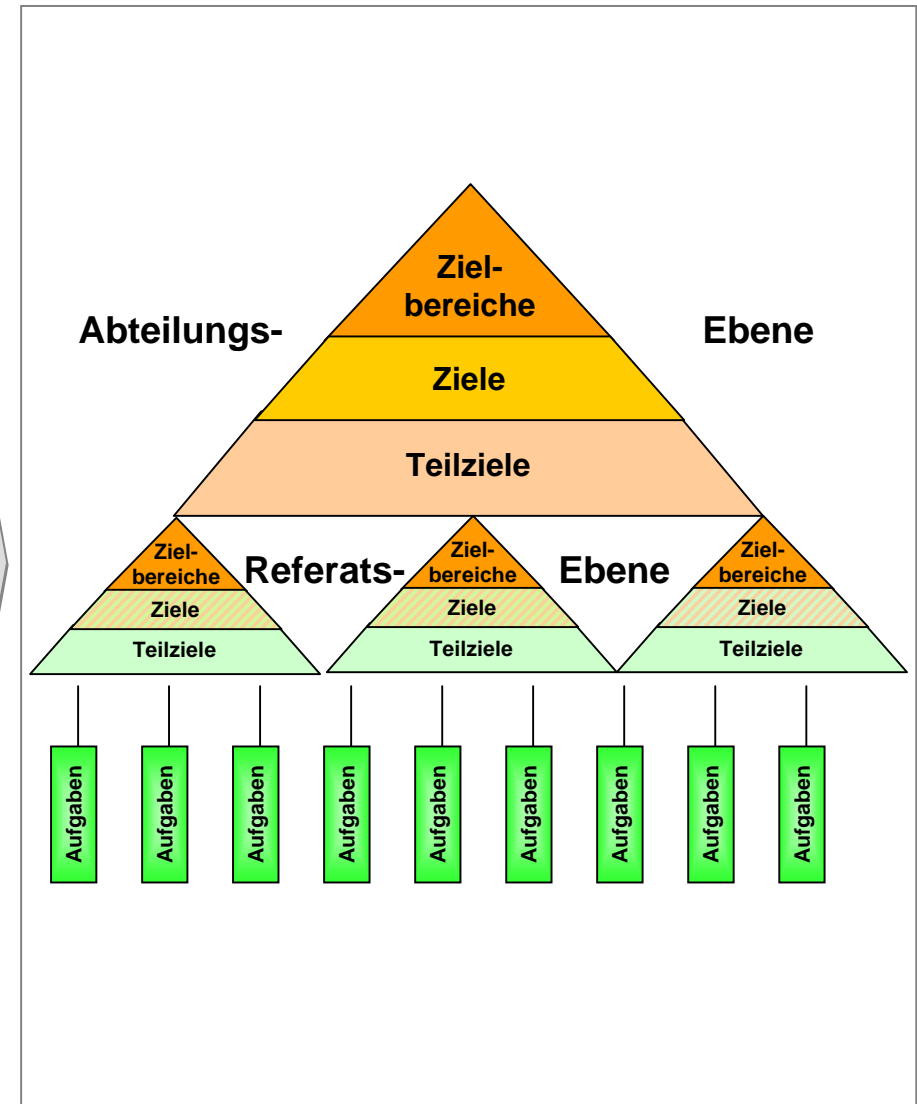 Ziel-
bereiche
Abteilungs- Ebene
Ziele
Teilziele
Ziel-
bereiche
Ziele
Teilziele
Referats- Ebene
Ziel-
bereiche
Ziele
Teilziele
Ziel-
bereiche
Ziele
Teilziele
Aufgaben
Aufgaben
Aufgaben
Aufgaben
Aufgaben
Aufgaben
Aufgaben
Aufgaben
Aufgaben